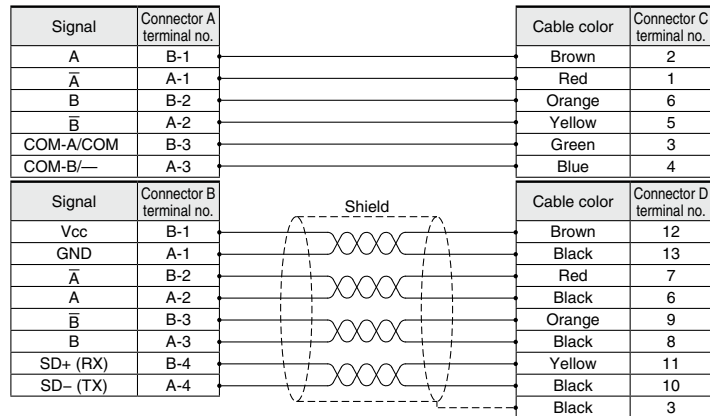 Signal Connector A terminal no. Cable color Connector C terminal no.
A B-1 Brown 2
A̅ A-1 Red 1
B B-2 Orange 6
B̅ A-2 Yellow 5
COM-A/COM B-3 Green 3
COM-B/— A-3 Blue 4
Signal Connector B terminal no. Shield Cable color Connector D terminal no.
Vcc B-1 Brown 12
GND A-1 Black 13
A̅ B-2 Red 7
A A-2 Black 6
B̅ B-3 Orange 9
B A-3 Black 8
SD+ (RX) B-4 Yellow 11
SD− (TX) A-4 Black 10
Black 3